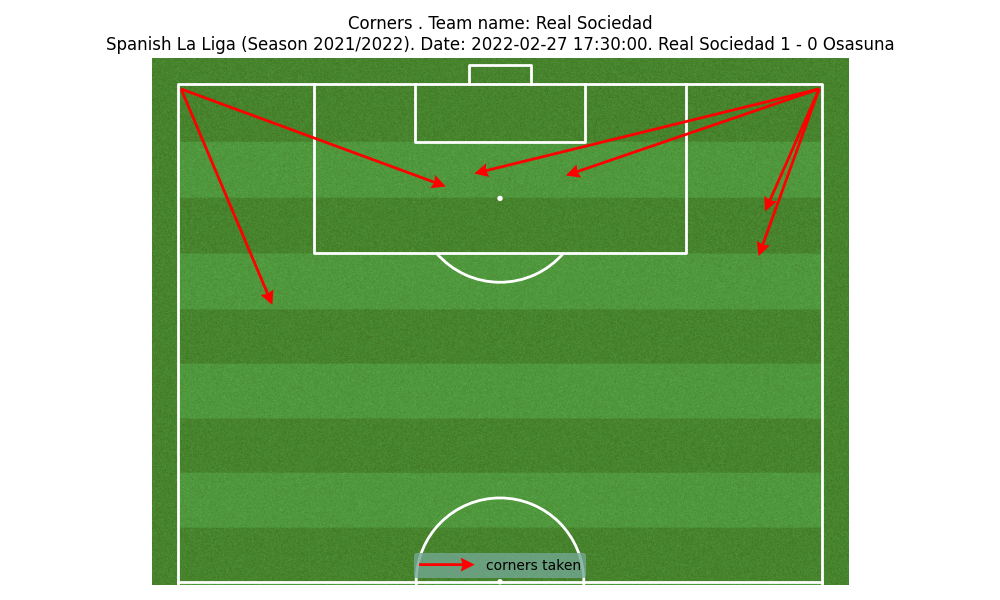 Corners . Team name: Real Sociedad
Spanish La Liga (Season 2021/2022). Date: 2022-02-27 17:30:00. Real Sociedad 1 - 0 Osasuna
corners taken